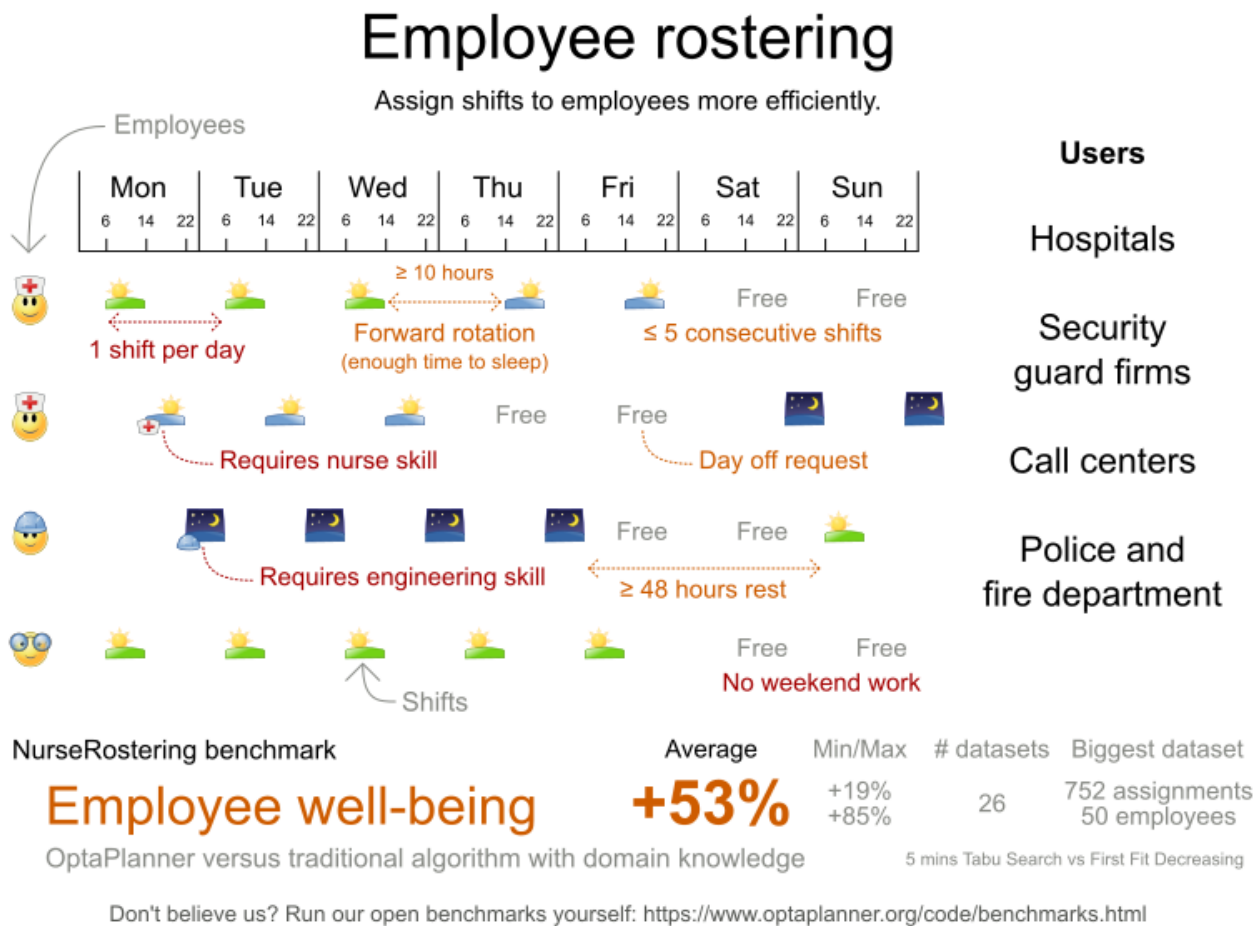 Employee rostering
Assign shifts to employees more efficiently.
Employees
Users
Mon Tue Wed Thu Fri Sat Sun
6 14 22 6 14 22 6 14 22 6 14 22 6 14 22 6 14 22 6 14 22
Hospitals
≥ 10 hours
Free Free
1 shift per day
Forward rotation
(enough time to sleep)
≤ 5 consecutive shifts
Security
guard firms
Free Free
Requires nurse skill
Day off request
Call centers
Free Free
Requires engineering skill
≥ 48 hours rest
Police and
fire department
Free Free
No weekend work
Shifts
NurseRostering benchmark
Average Min/Max # datasets Biggest dataset
Employee well-being
+53%
+19%
+85%
26
752 assignments
50 employees
OptaPlanner versus traditional algorithm with domain knowledge
5 mins Tabu Search vs First Fit Decreasing
Don't believe us? Run our open benchmarks yourself: https://www.optaplanner.org/code/benchmarks.html